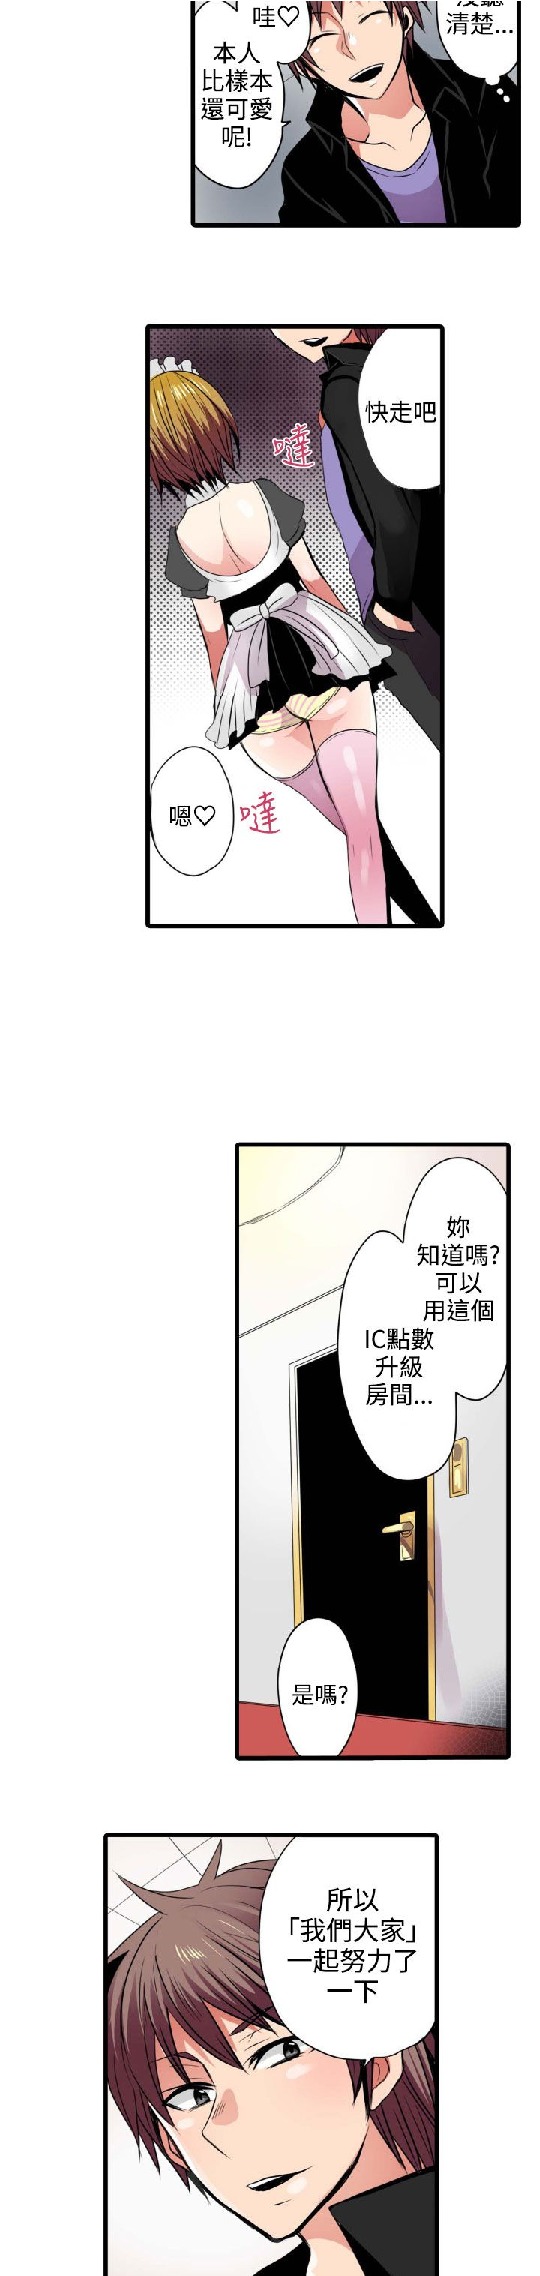 哇♡
本人
比樣本
還可愛
呢!
清楚...
快走吧
噠
嗯♡
噠
妳
知道嗎?
可以
用這個
IC點數
升級
房間...
是嗎?
所以
「我們大家」
一起努力了
一下